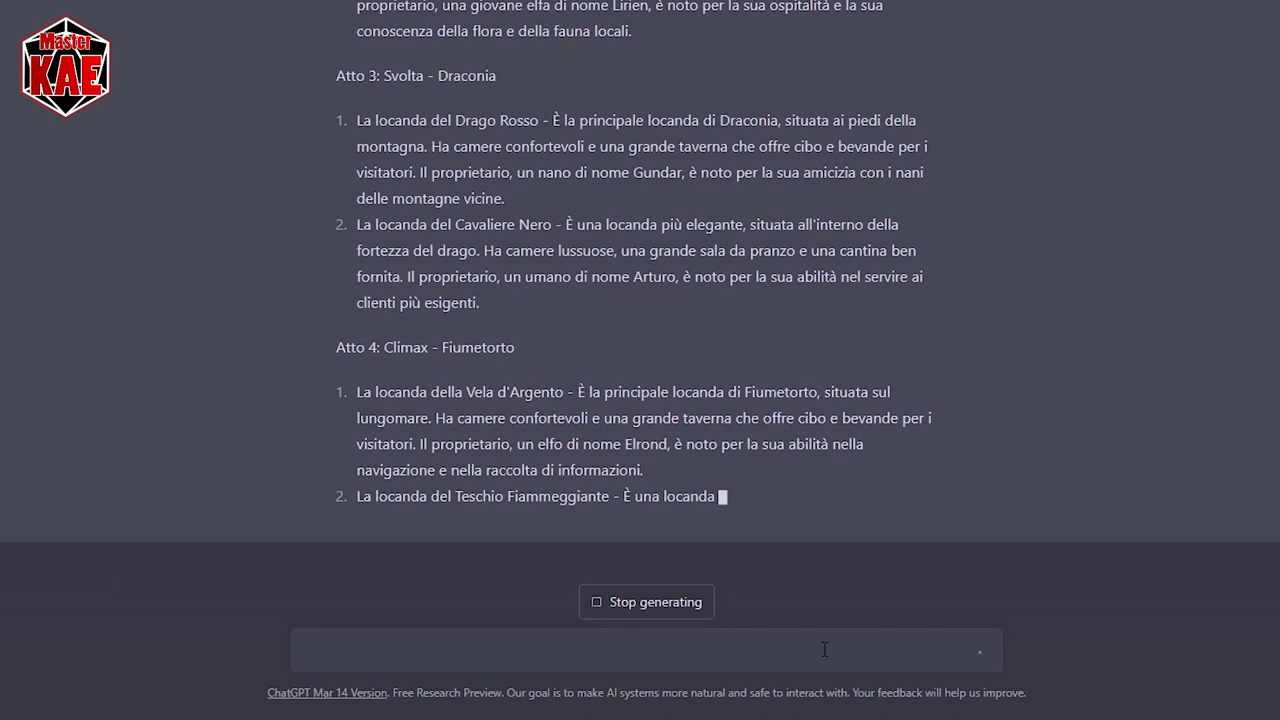 Master
KAE
proprietario, una giovane elfa di nome Lirien, è noto per la sua ospitalità e la sua
conoscenza della flora e della fauna locali.
Atto 3: Svolta - Draconia
1. La locanda del Drago Rosso - È la principale locanda di Draconia, situata ai piedi della
montagna. Ha camere confortevoli e una grande taverna che offre cibo e bevande per i
visitatori. Il proprietario, un nano di nome Gundar, è noto per la sua amicizia con i nani
delle montagne vicine.
2. La locanda del Cavaliere Nero - È una locanda più elegante, situata all'interno della
fortezza del drago. Ha camere lussuose, una grande sala da pranzo e una cantina ben
fornita. Il proprietario, un umano di nome Arturo, è noto per la sua abilità nel servire ai
clienti più esigenti.
Atto 4: Climax - Fiumetorto
1. La locanda della Vela d'Argento - È la principale locanda di Fiumetorto, situata sul
lungomare. Ha camere confortevoli e una grande taverna che offre cibo e bevande per i
visitatori. Il proprietario, un elfo di nome Elrond, è noto per la sua abilità nella
navigazione e nella raccolta di informazioni.
2. La locanda del Teschio Fiammeggiante - È una locanda
Stop generating
ChatGPT Mar 14 Version. Free Research Preview. Our goal is to make AI systems more natural and safe to interact with. Your feedback will help us improve.